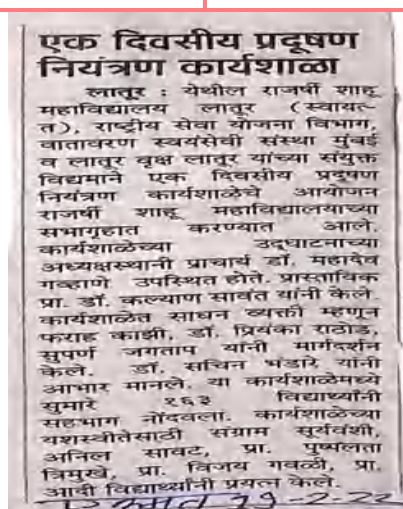 एक दिवसीय प्रदूषण
नियंत्रण कार्यशाळा
लातूर : येथील राजर्षी शाहू
महाविद्यालय लातूर (स्वाय-
त्त), राष्ट्रीय सेवा योजना विभाग,
वातावरण स्वयंसेवी संस्था मुंबई
व लातूर वृक्ष लातूर यांच्या संयुक्त
विद्यमाने एक दिवसीय प्रदूषण
नियंत्रण कार्यशाळेचे आयोजन
राजर्षी शाहू महाविद्यालयाच्या
सभागृहात करण्यात आले.
कार्यशाळेच्या उद्घाटनाच्या
अध्यक्षस्थानी प्राचार्य डॉ. महादेव
गव्हाणे उपस्थित होते. प्रास्ताविक
प्रा. डॉ. कल्याण सावंत यांनी केले.
कार्यशाळेत साधन व्यक्ती म्हणून
फराह काझी, डॉ. प्रियंका राठोड,
सुपर्ण जगताप यांनी मार्गदर्शन
केले. डॉ. सचिन भंडारे यांनी
आभार मानले. या कार्यशाळेमध्ये
सुमारे १६३ विद्यार्थ्यांनी
सहभाग नोंदवला. कार्यशाळेच्या
यशस्वीतेसाठी संग्राम सूर्यवंशी,
अनिल सावट, प्रा. पुष्पलता
त्रिमुखे, प्रा. विजय गवळी, प्रा.
आदी विद्यार्थ्यांनी प्रयत्न केले.